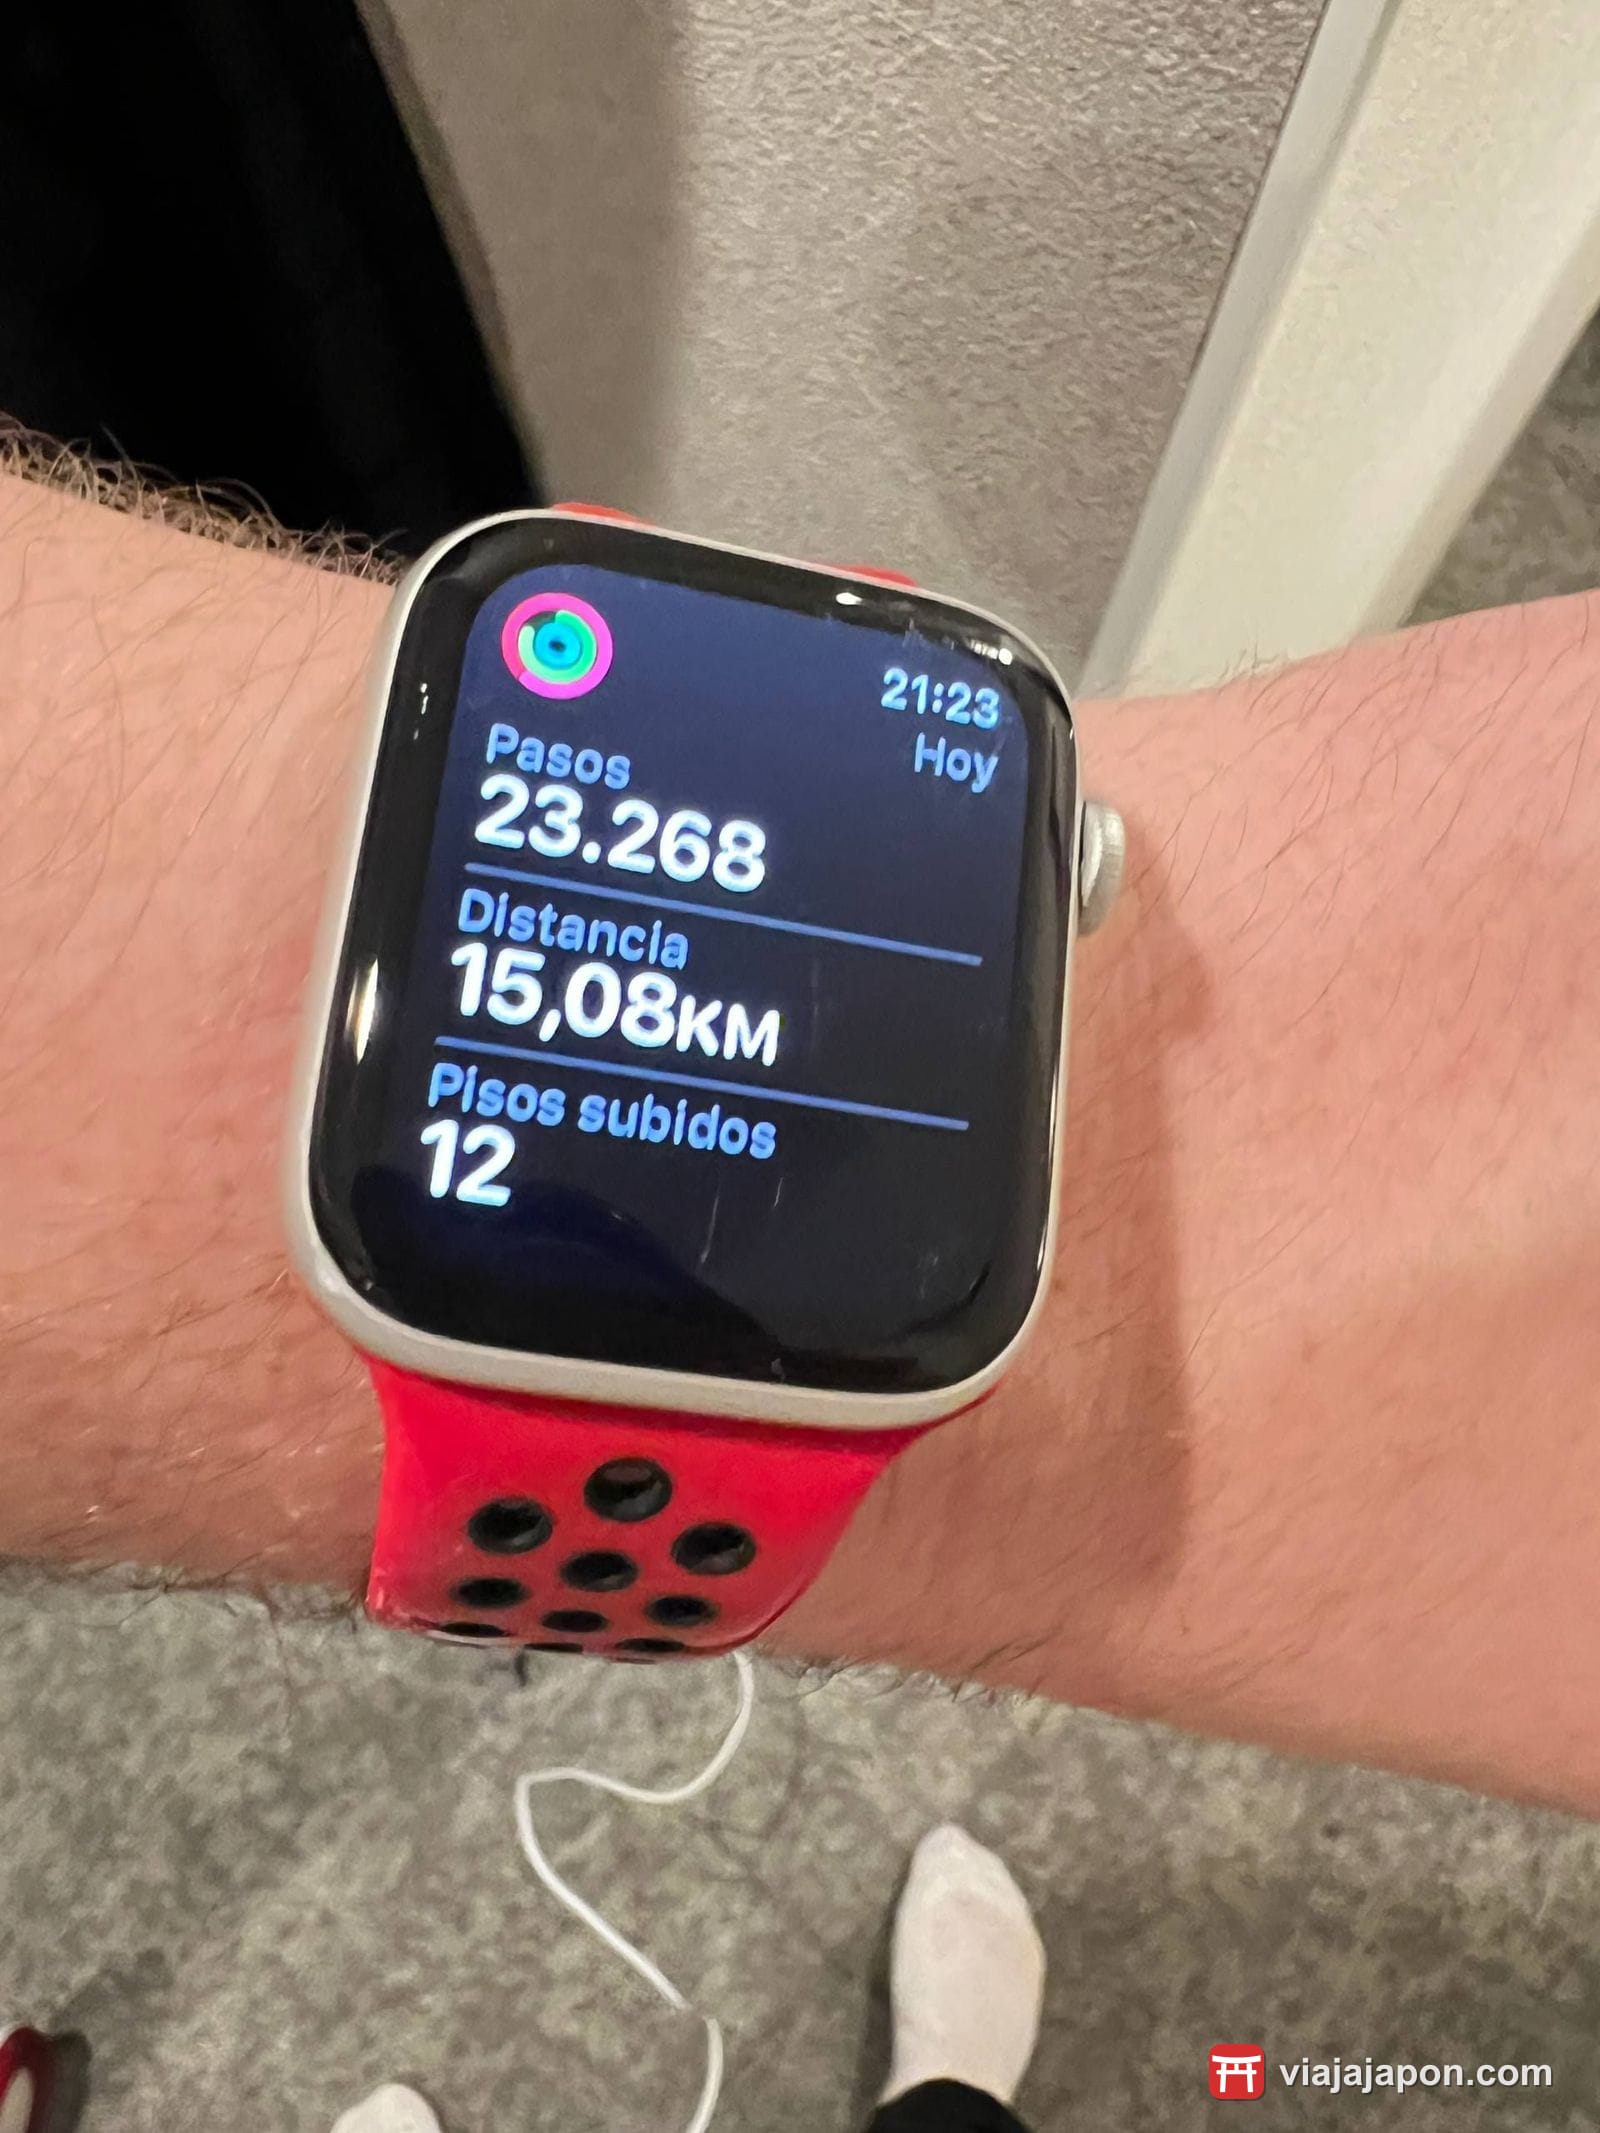 21:23
Hoy
Pasos
23.268
Distancia
15,08KM
Pisos subidos
12
viajajapon.com